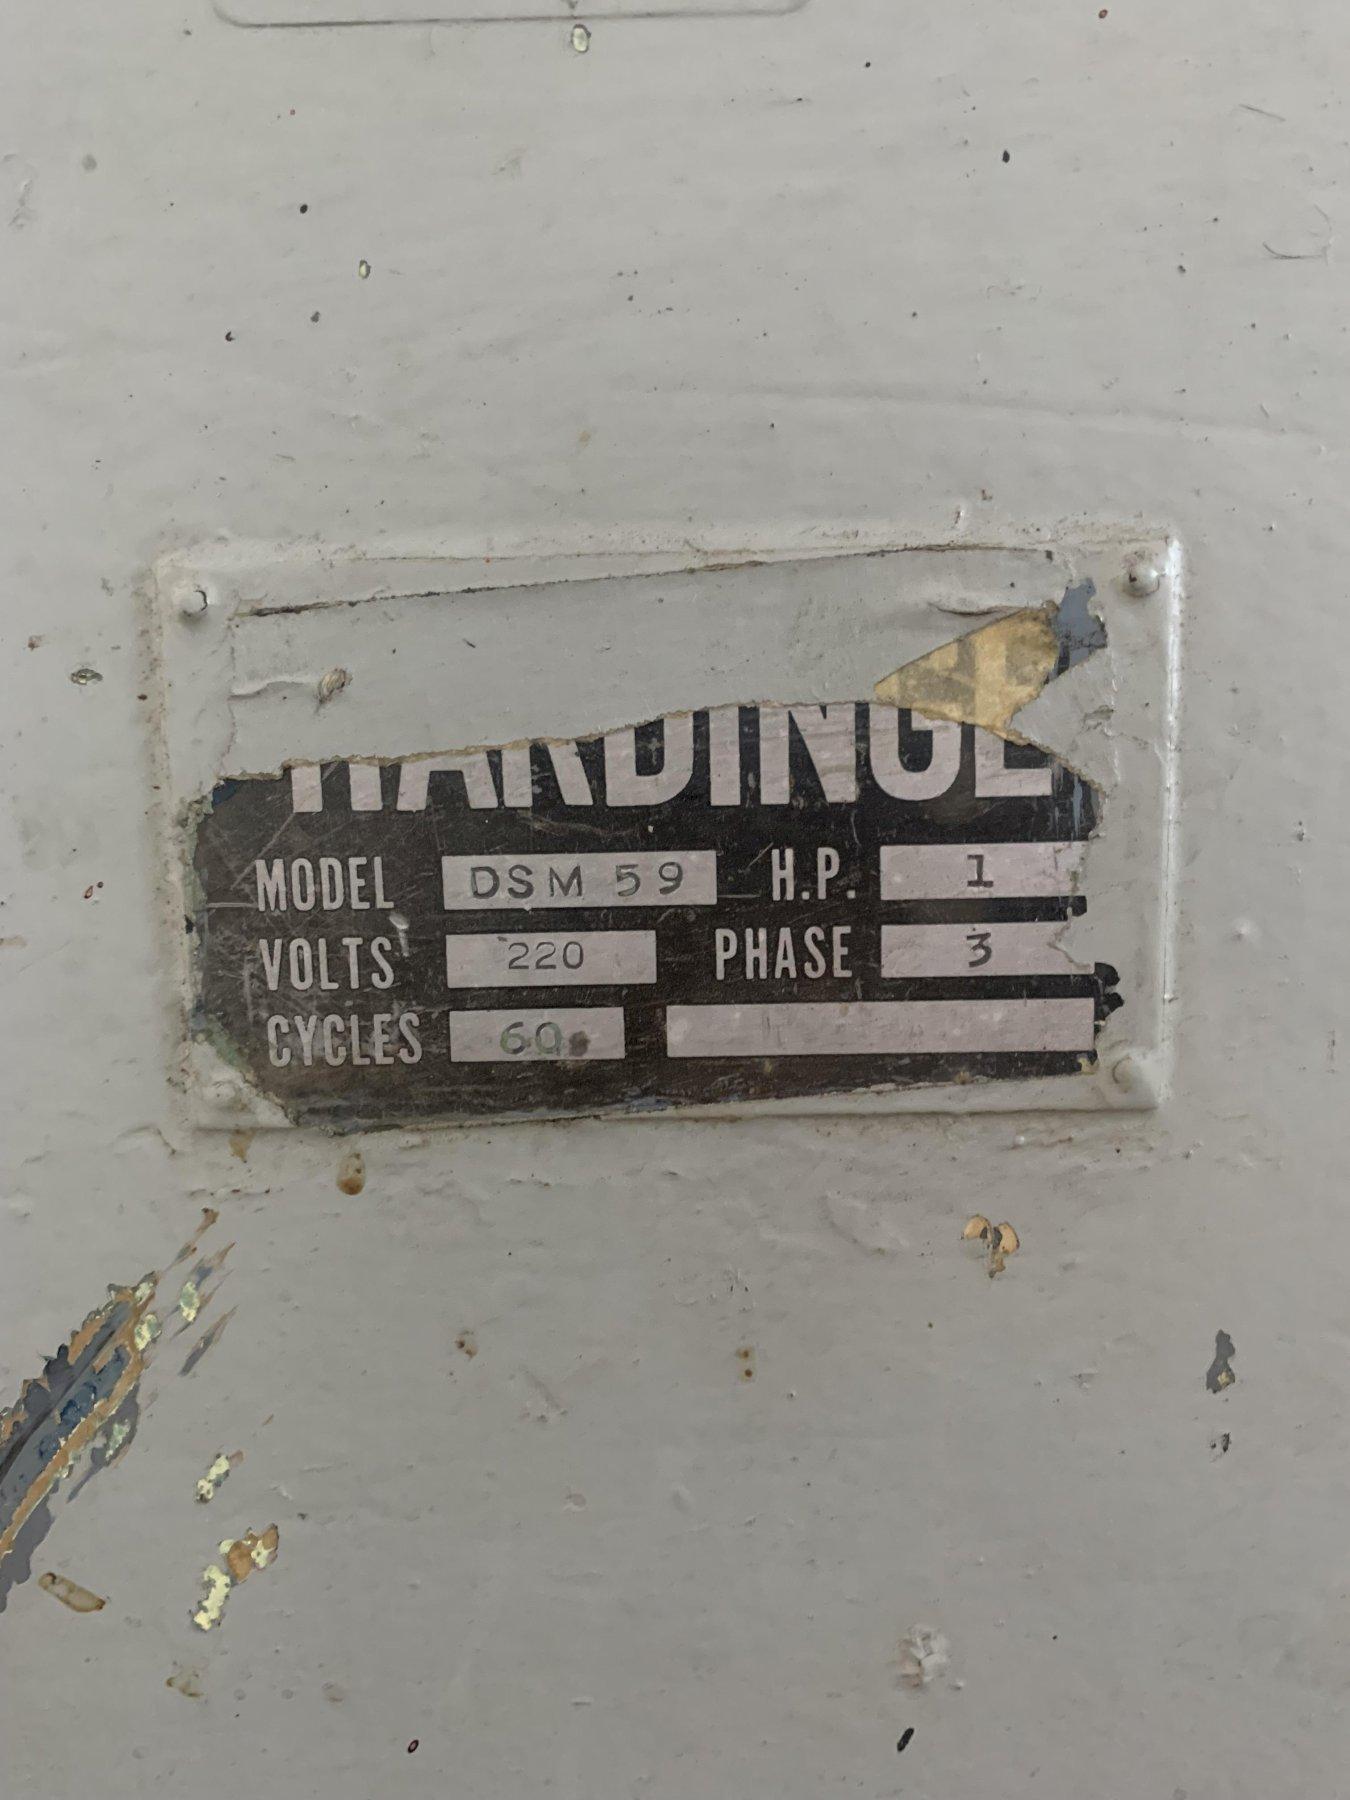 HARDINGE
MODEL DSM 59 H.P. 1
VOLTS 220 PHASE 3
CYCLES 60